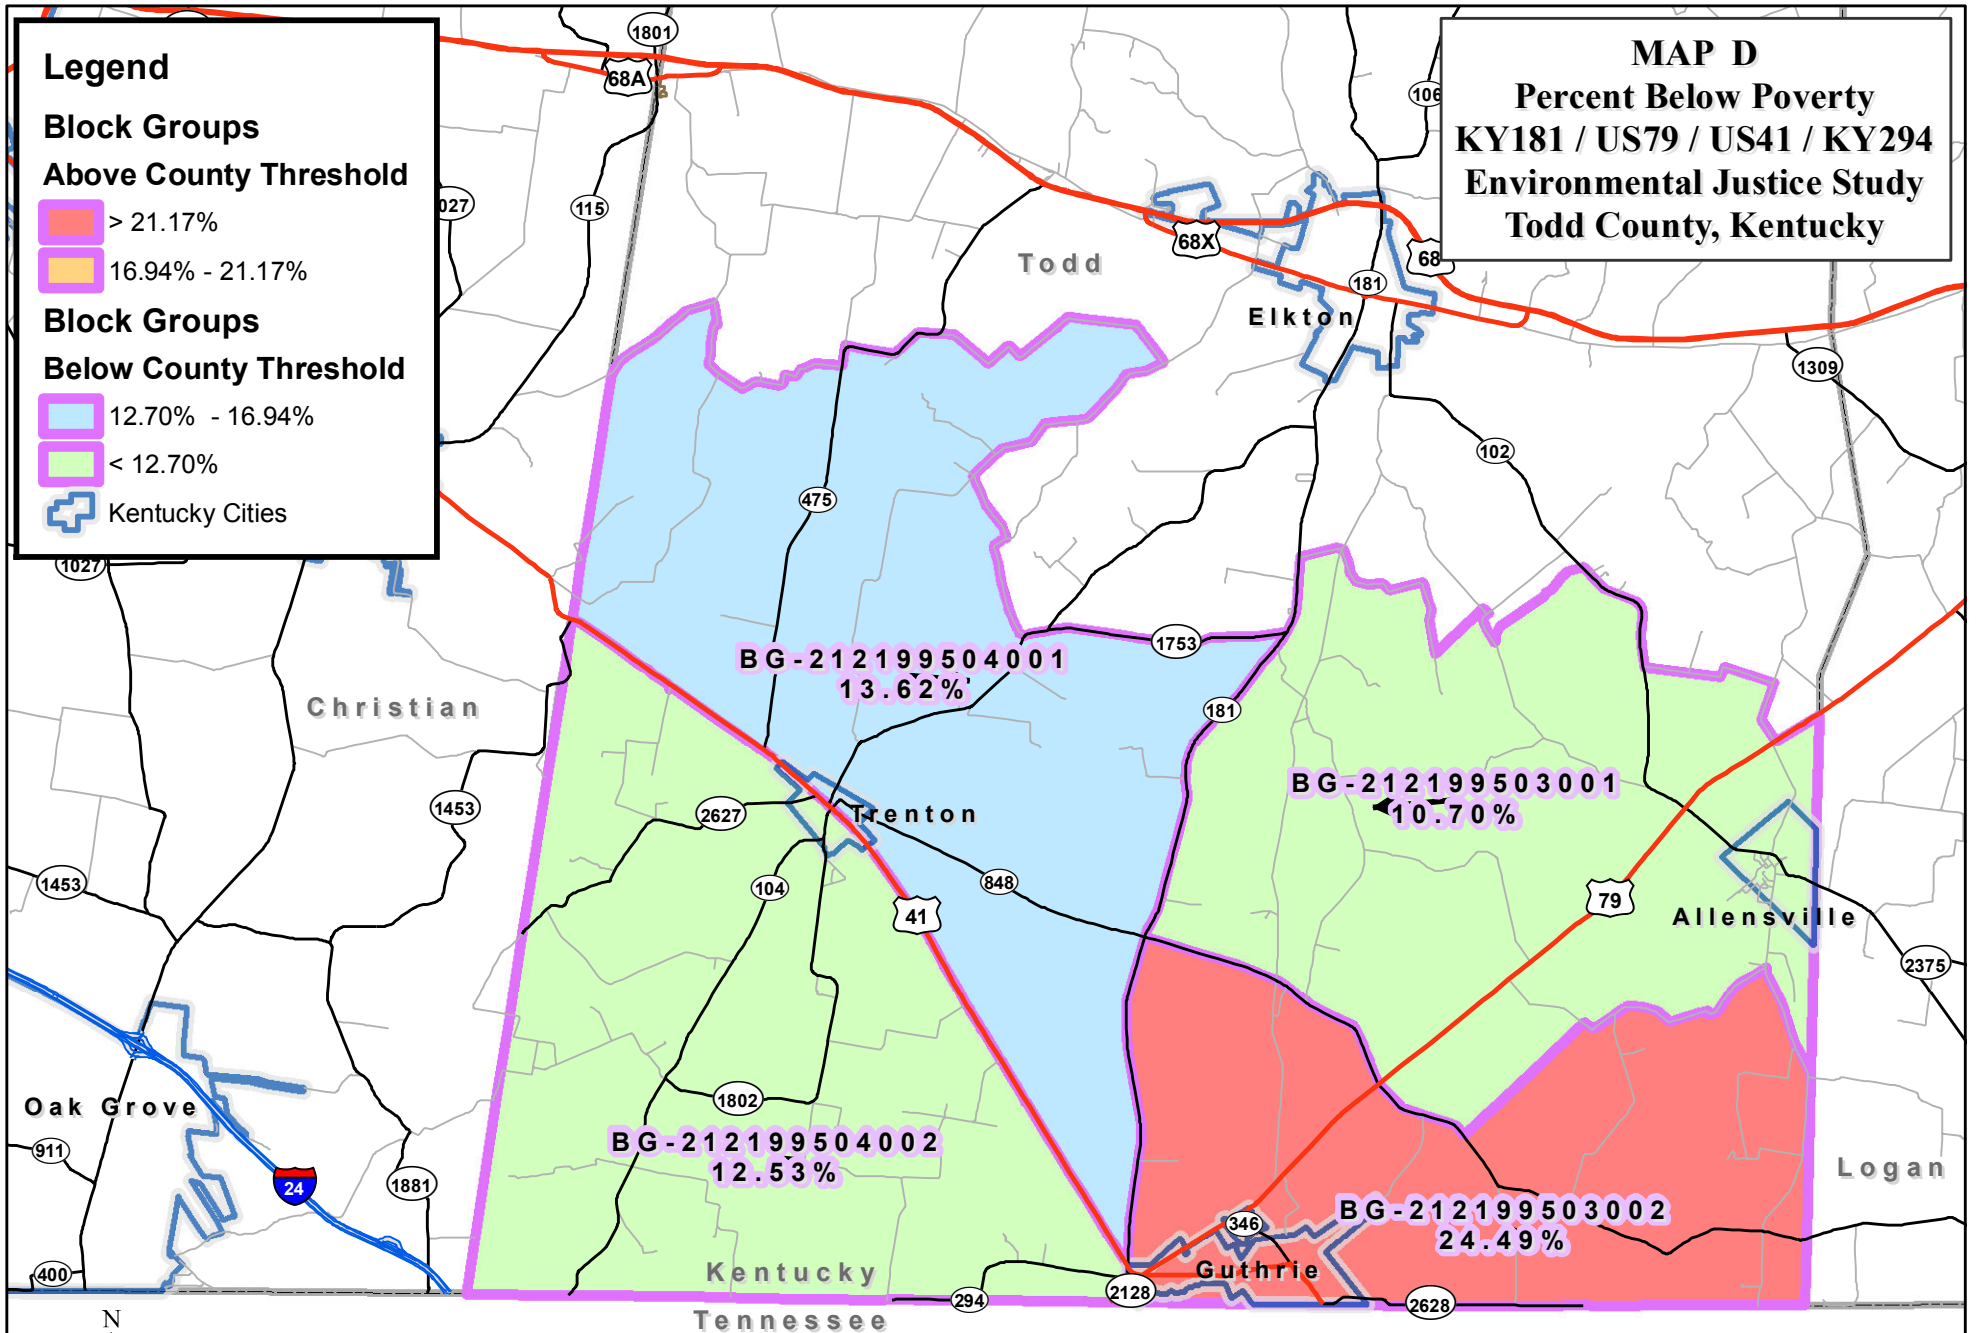 Legend
Block Groups
Above County Threshold
> 21.17%
16.94% - 21.17%
Block Groups
Below County Threshold
12.70% - 16.94%
< 12.70%
Kentucky Cities
MAP D
Percent Below Poverty
KY181 / US79 / US41 / KY294
Environmental Justice Study
Todd County, Kentucky
1801
68A
106
027
115
68X
68
Todd
181
Elkton
1309
102
475
1027
1753
BG-212199504001
13.62%
Christian
181
BG-212199503001
10.70%
1453
2627
Trenton
1453
104
848
41
79
Allensville
2375
Oak Grove
1802
911
BG-212199504002
12.53%
24
1881
Logan
BG-212199503002
24.49%
346
Guthrie
400
Kentucky
294
2128
2628
Tennessee
N